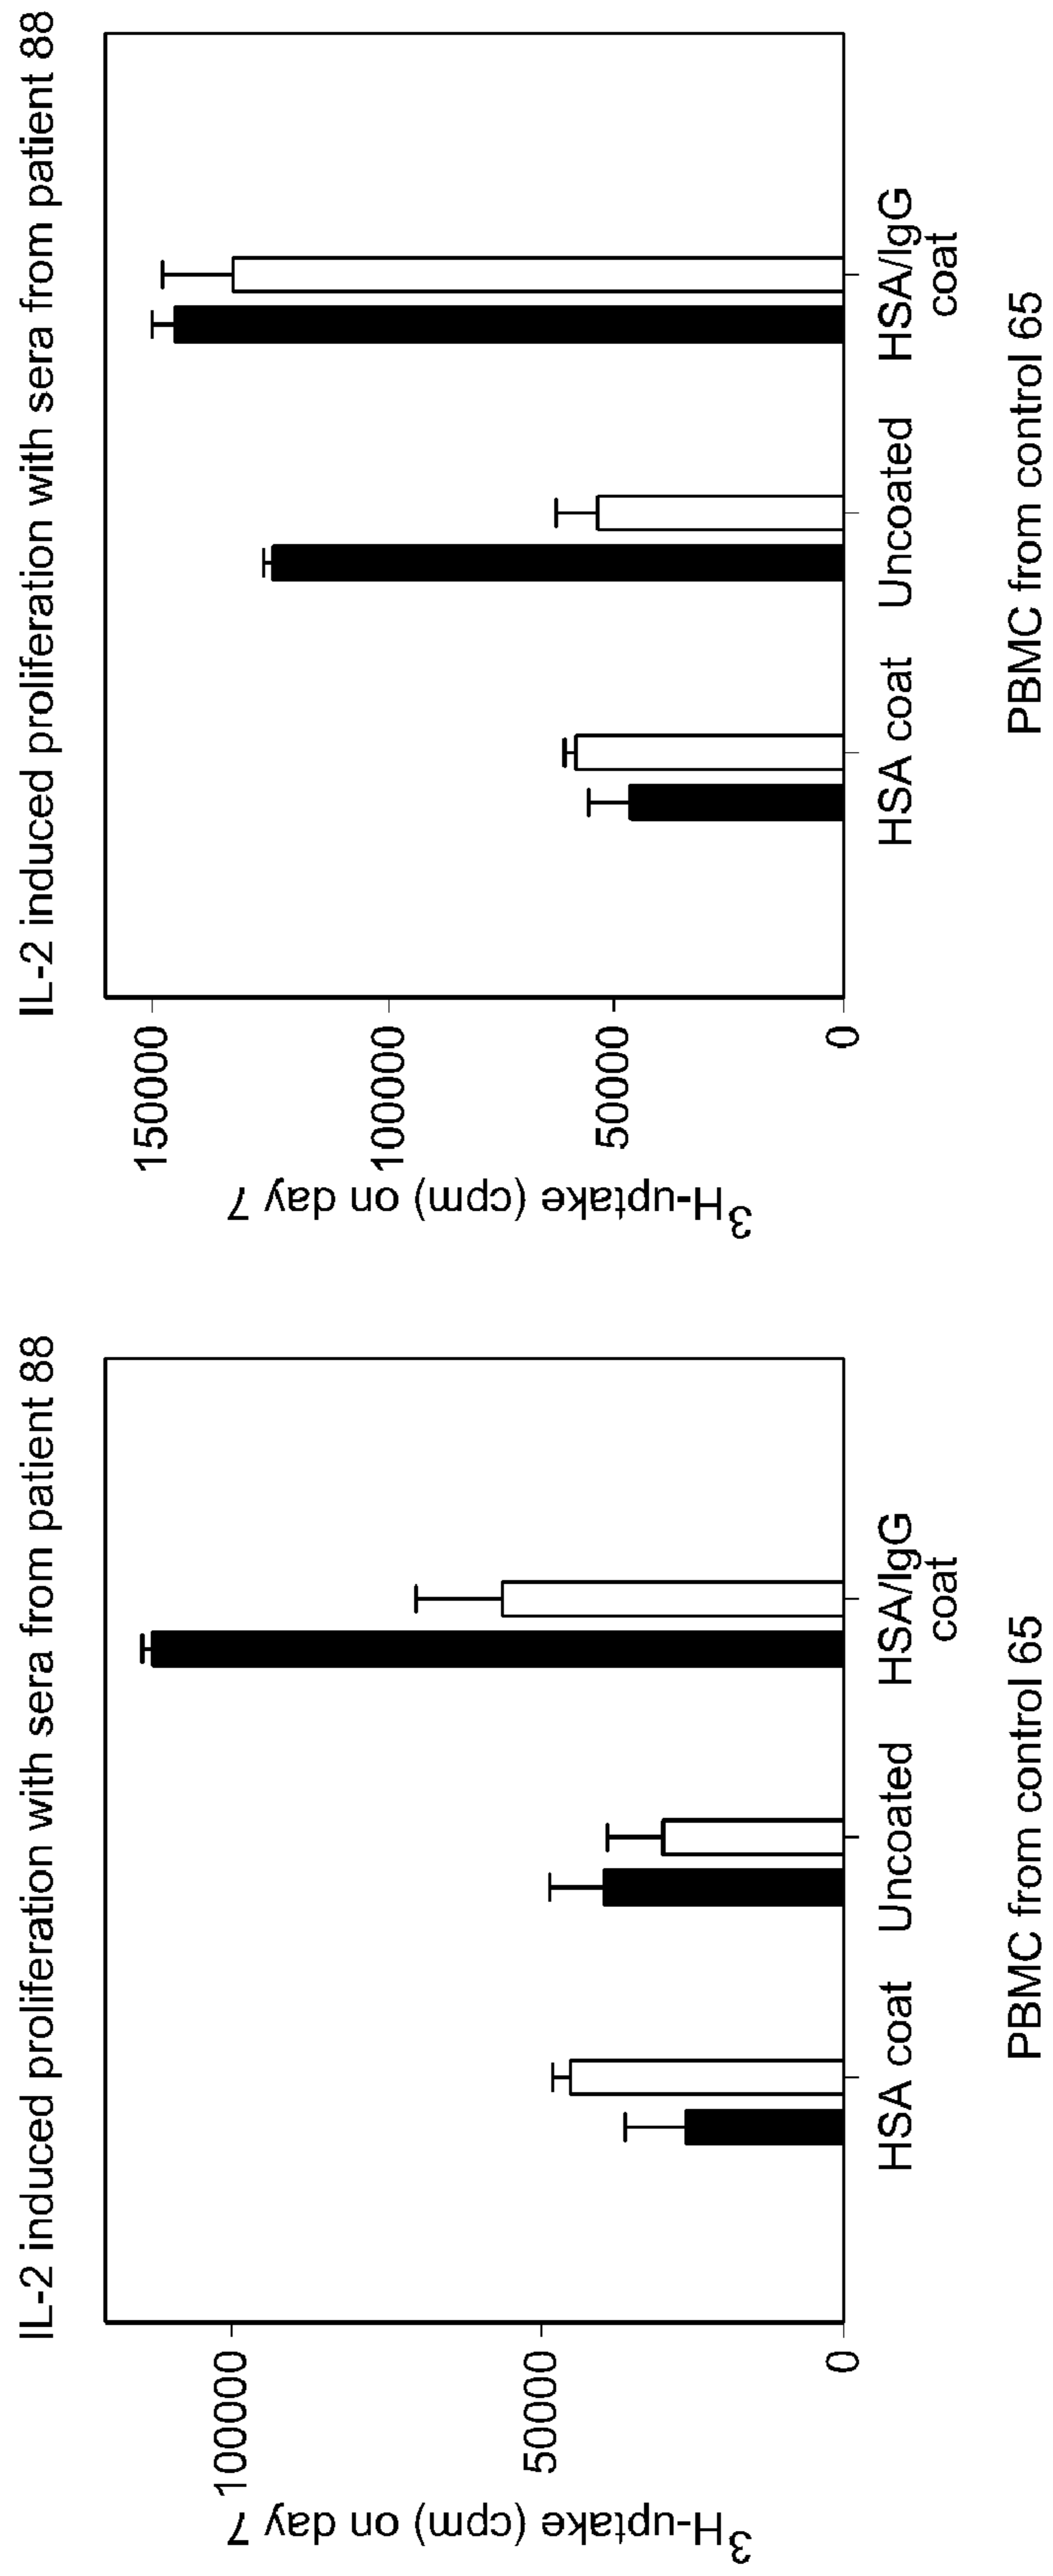 IL-2 induced proliferation with sera from patient 88
3H-uptake (cpm) on day 7
100000
50000
0
HSA coat Uncoated HSA/IgG
coat
PBMC from control 65
IL-2 induced proliferation with sera from patient 88
3H-uptake (cpm) on day 7
150000
100000
50000
0
HSA coat Uncoated HSA/IgG
coat
PBMC from control 65